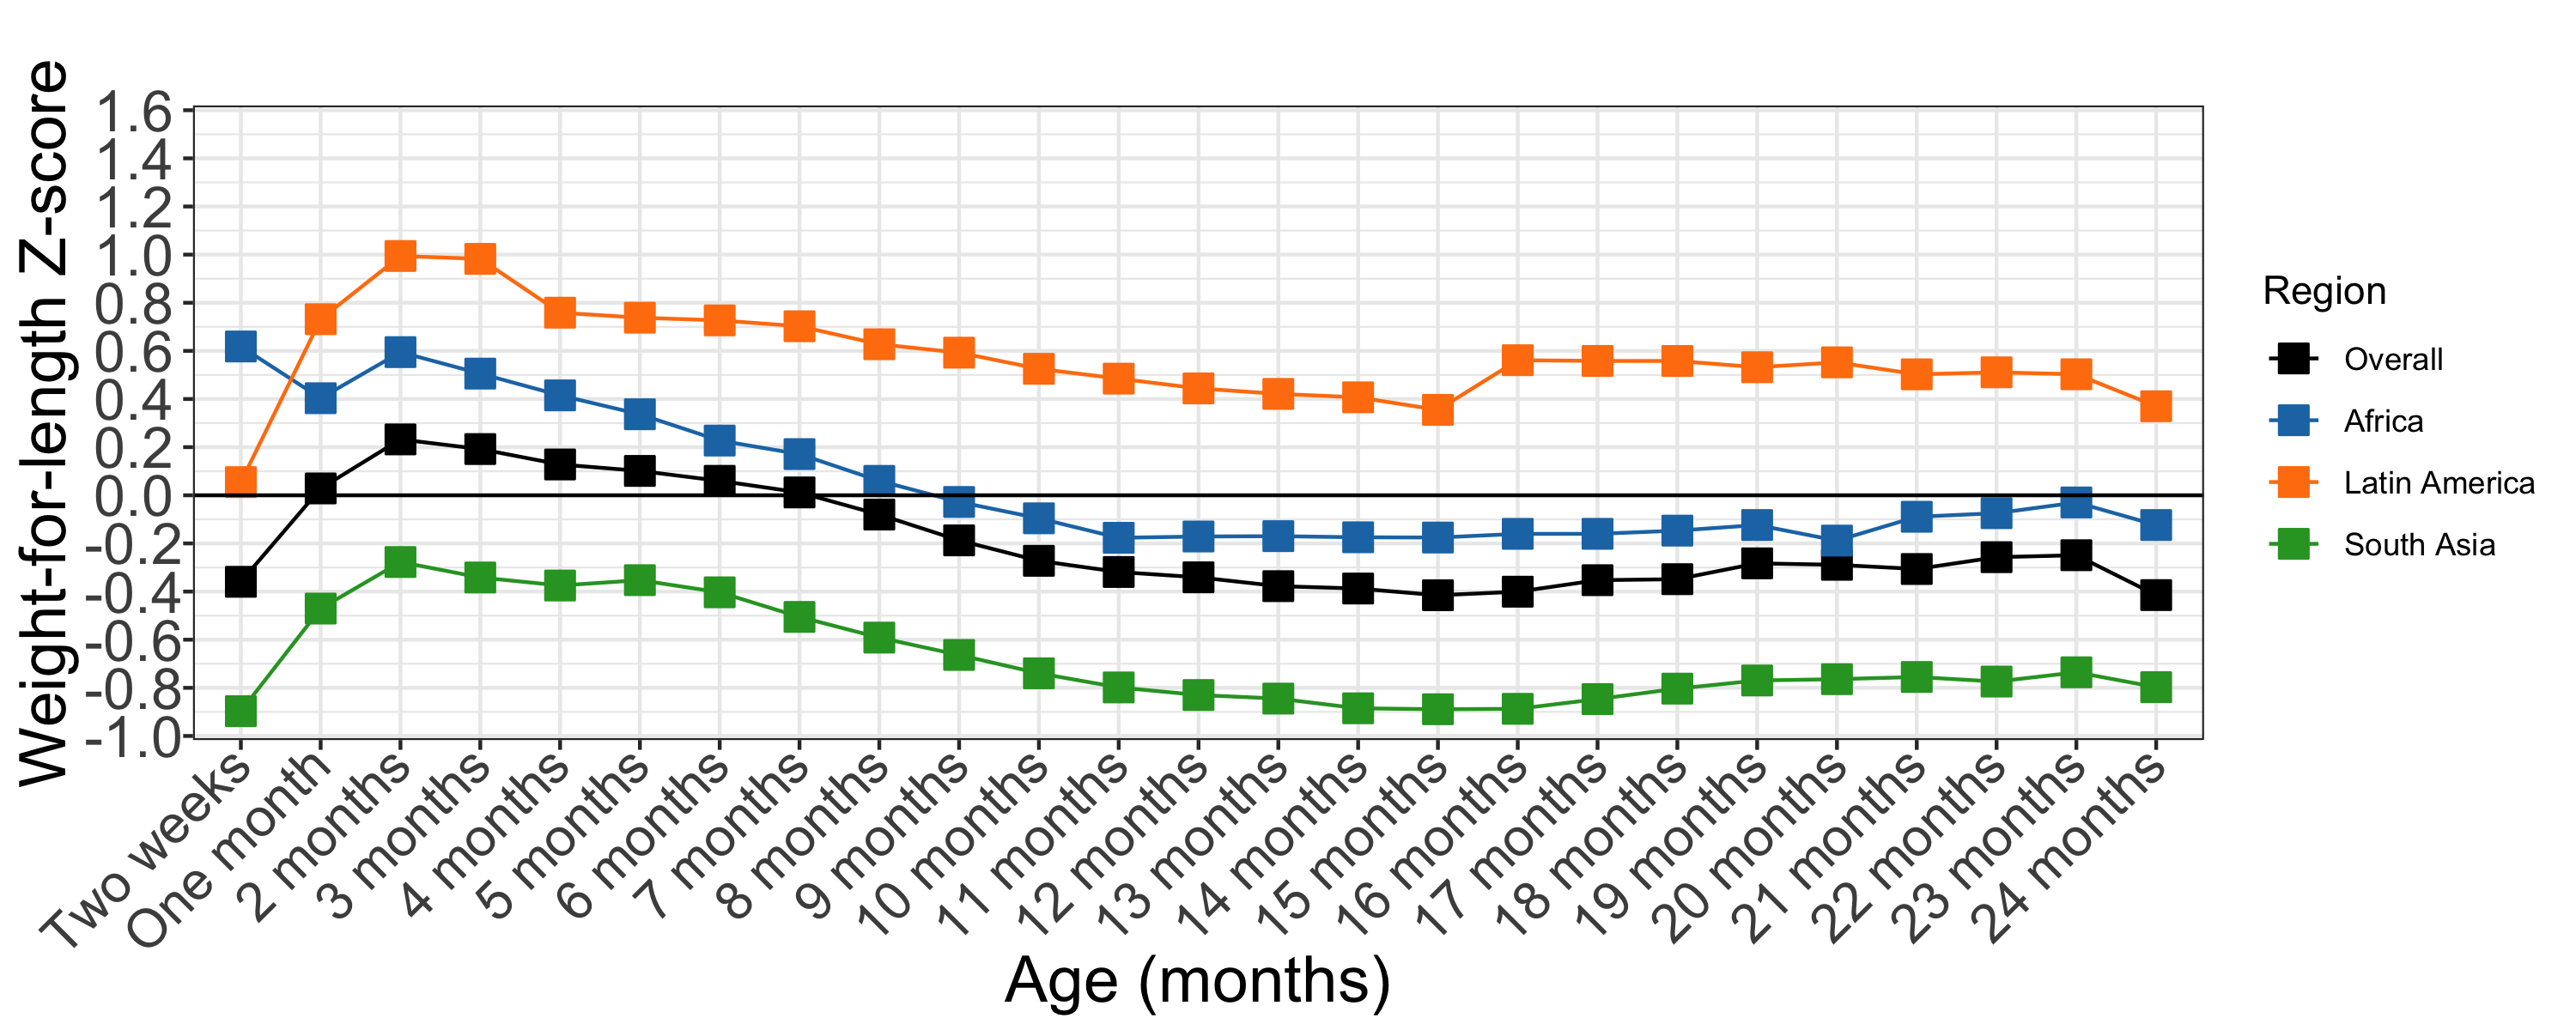 Weight-for-length Z-score
1.6
1.4
1.2
1.0
0.8
0.6
0.4
0.2
0.0
-0.2
-0.4
-0.6
-0.8
-1.0
Two weeks
One month
2 months
3 months
4 months
5 months
6 months
7 months
8 months
9 months
10 months
11 months
12 months
13 months
14 months
15 months
16 months
17 months
18 months
19 months
20 months
21 months
22 months
23 months
24 months
Age (months)
Region
Overall
Africa
Latin America
South Asia